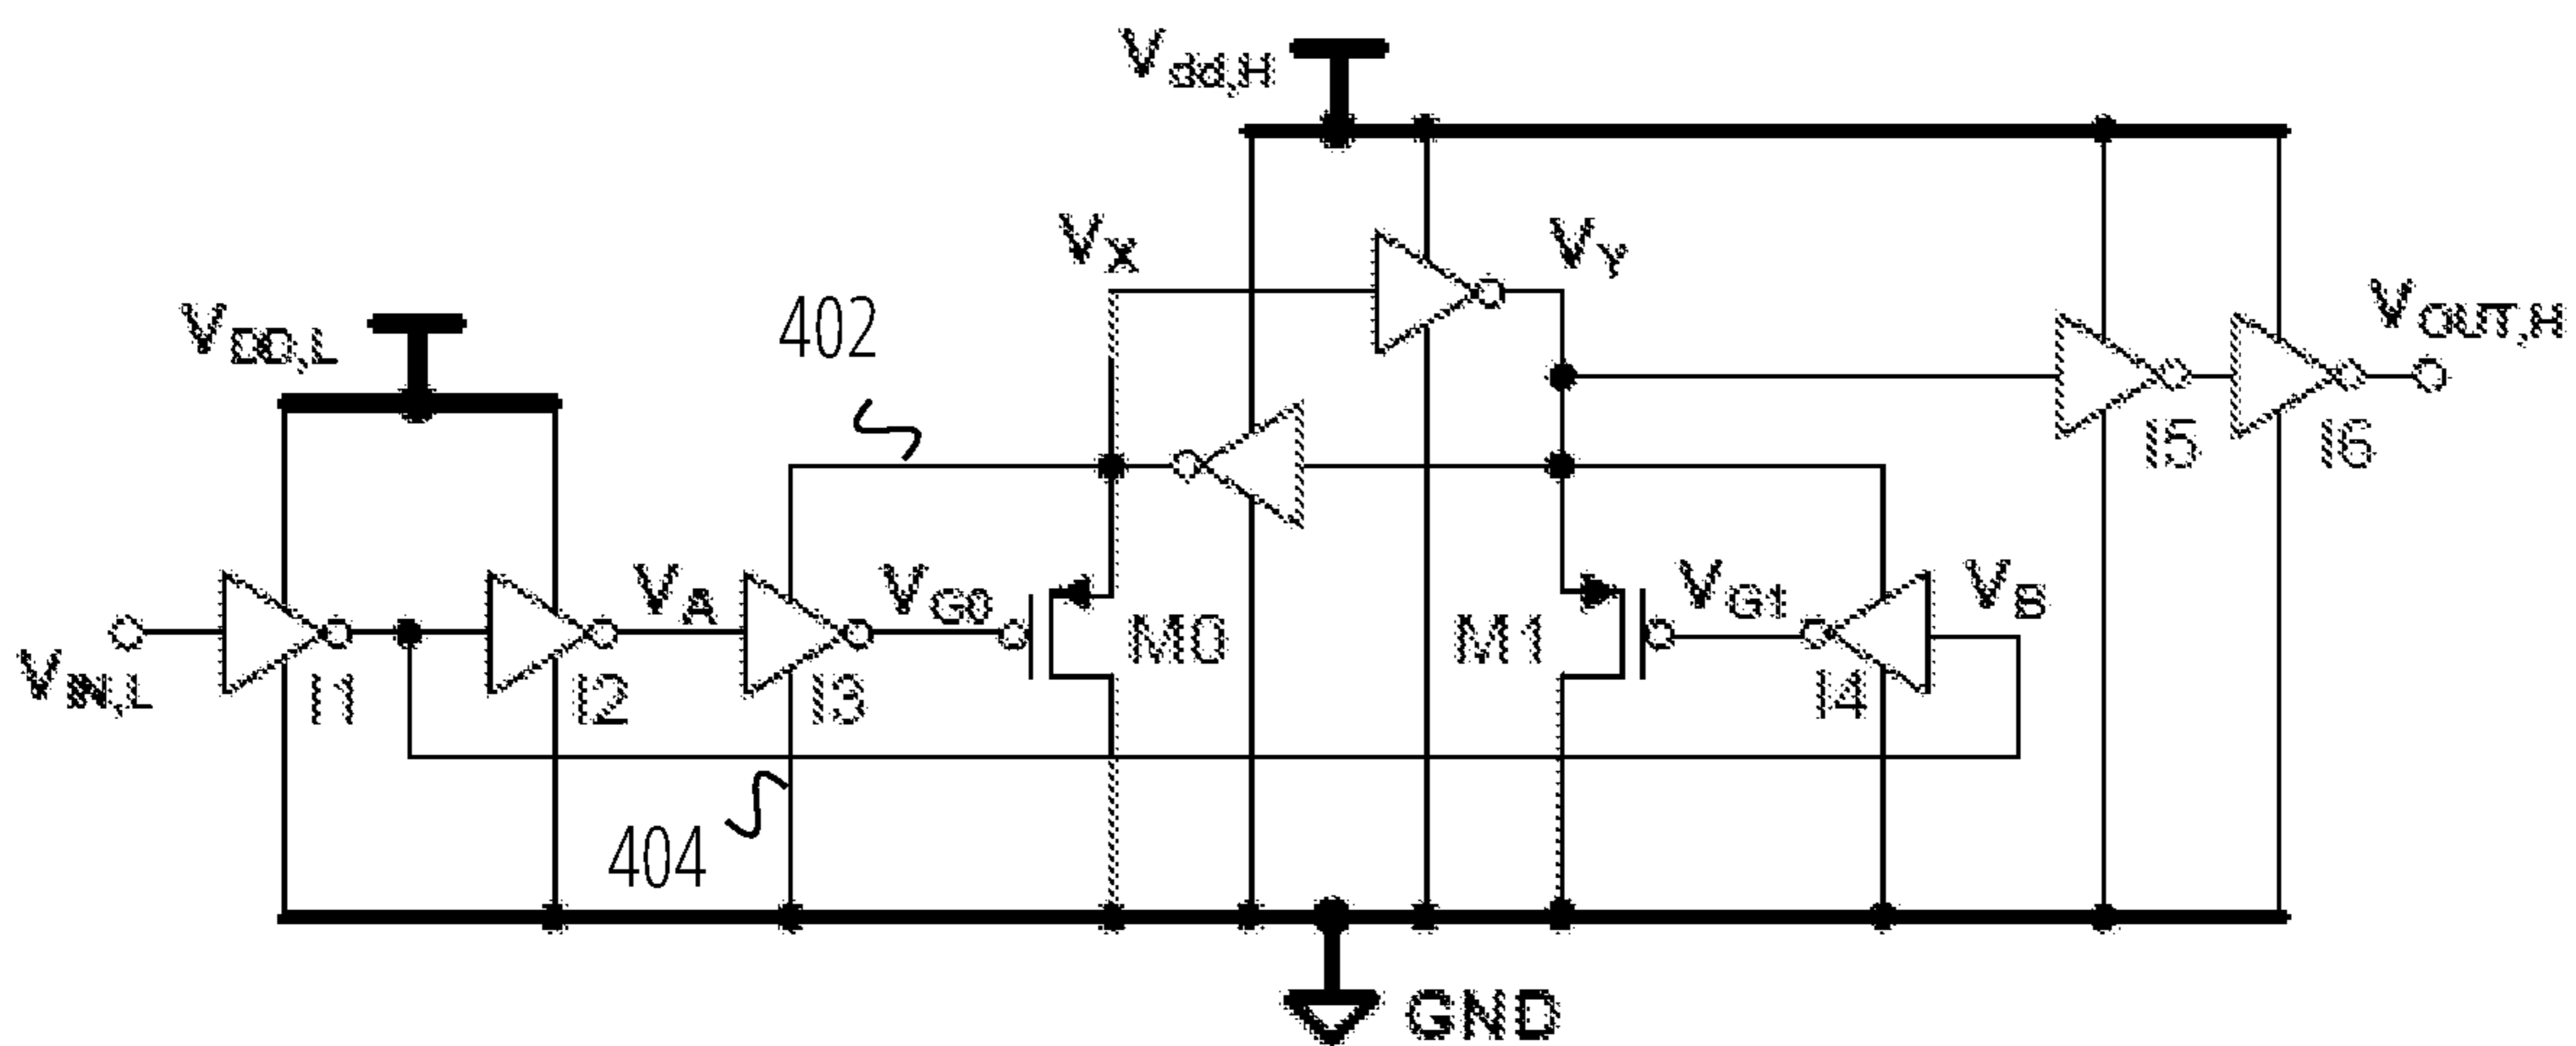 Vdd,H
VX
VY
402
VDD,L
VOUT,H
I5
I6
VA
VG0
VG1
VB
VIN,L
I1
I2
I3
M0
M1
I4
404
GND